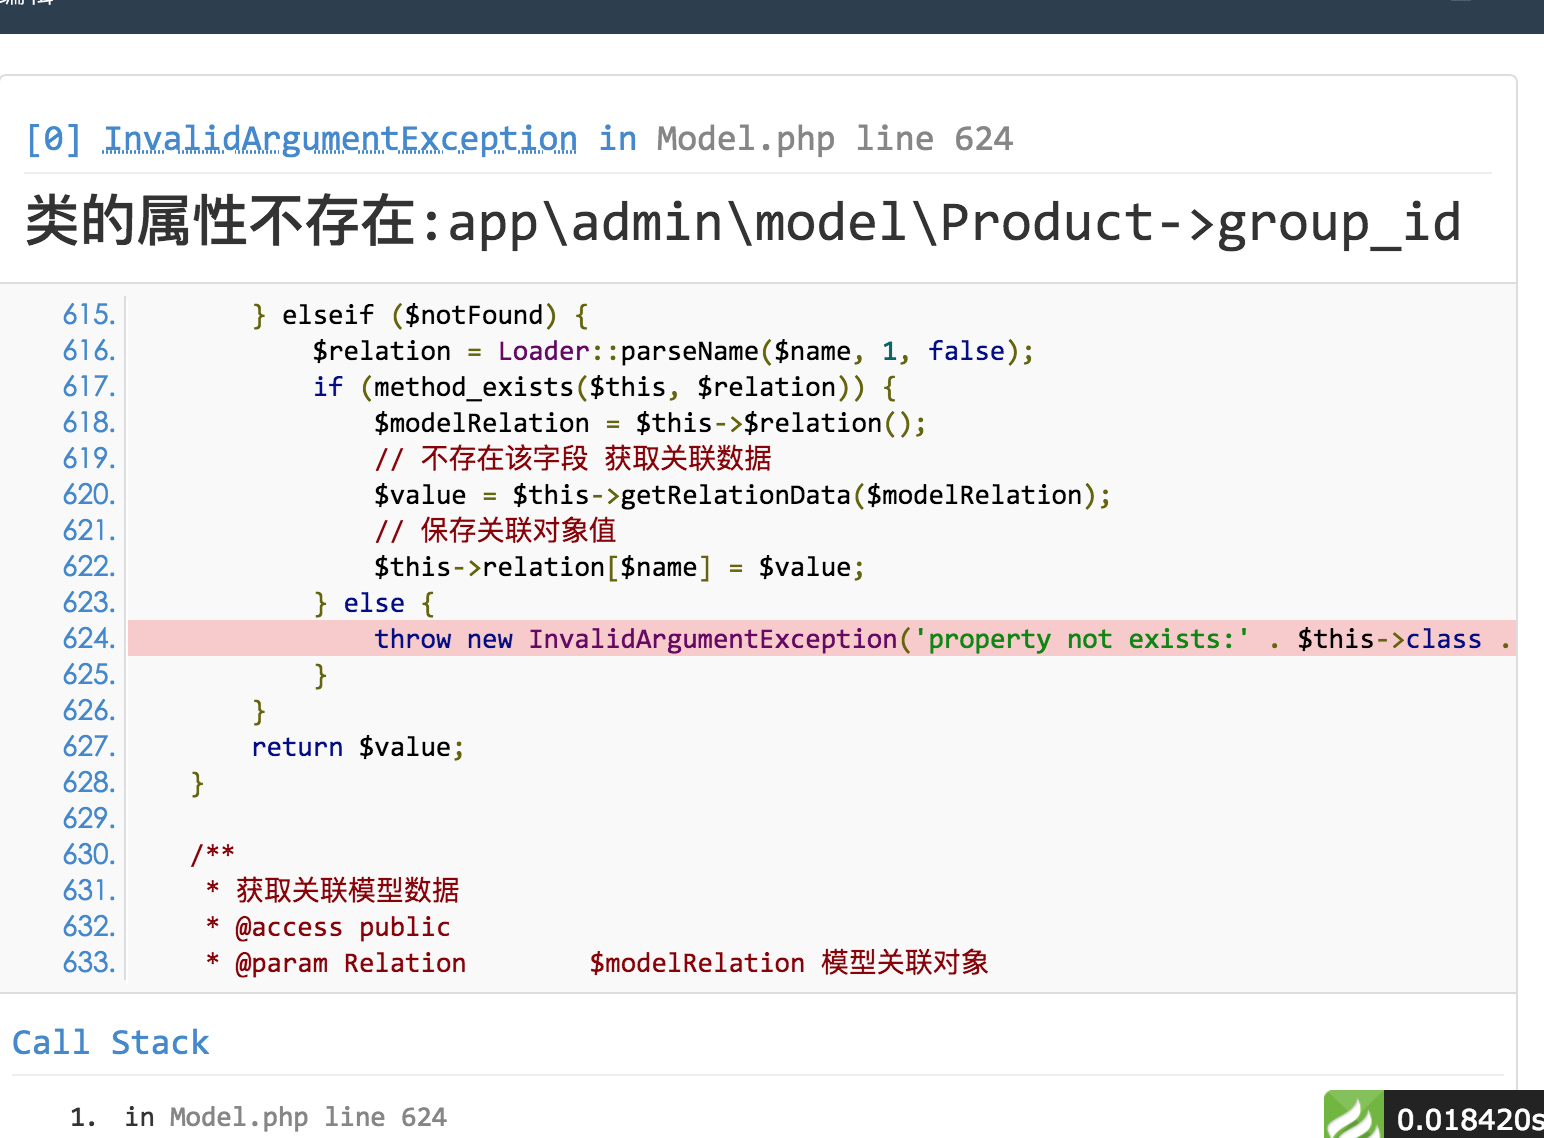 编辑
[0] InvalidArgumentException in Model.php line 624
类的属性不存在:app\admin\model\Product->group_id
615. } elseif ($notFound) {
616. $relation = Loader::parseName($name, 1, false);
617. if (method_exists($this, $relation)) {
618. $modelRelation = $this->$relation();
619. // 不存在该字段 获取关联数据
620. $value = $this->getRelationData($modelRelation);
621. // 保存关联对象值
622. $this->relation[$name] = $value;
623. } else {
624. throw new InvalidArgumentException('property not exists:' . $this->class .
625. }
626. }
627. return $value;
628. }
629.
630. /**
631. * 获取关联模型数据
632. * @access public
633. * @param Relation $modelRelation 模型关联对象
Call Stack
1. in Model.php line 624
0.018420s